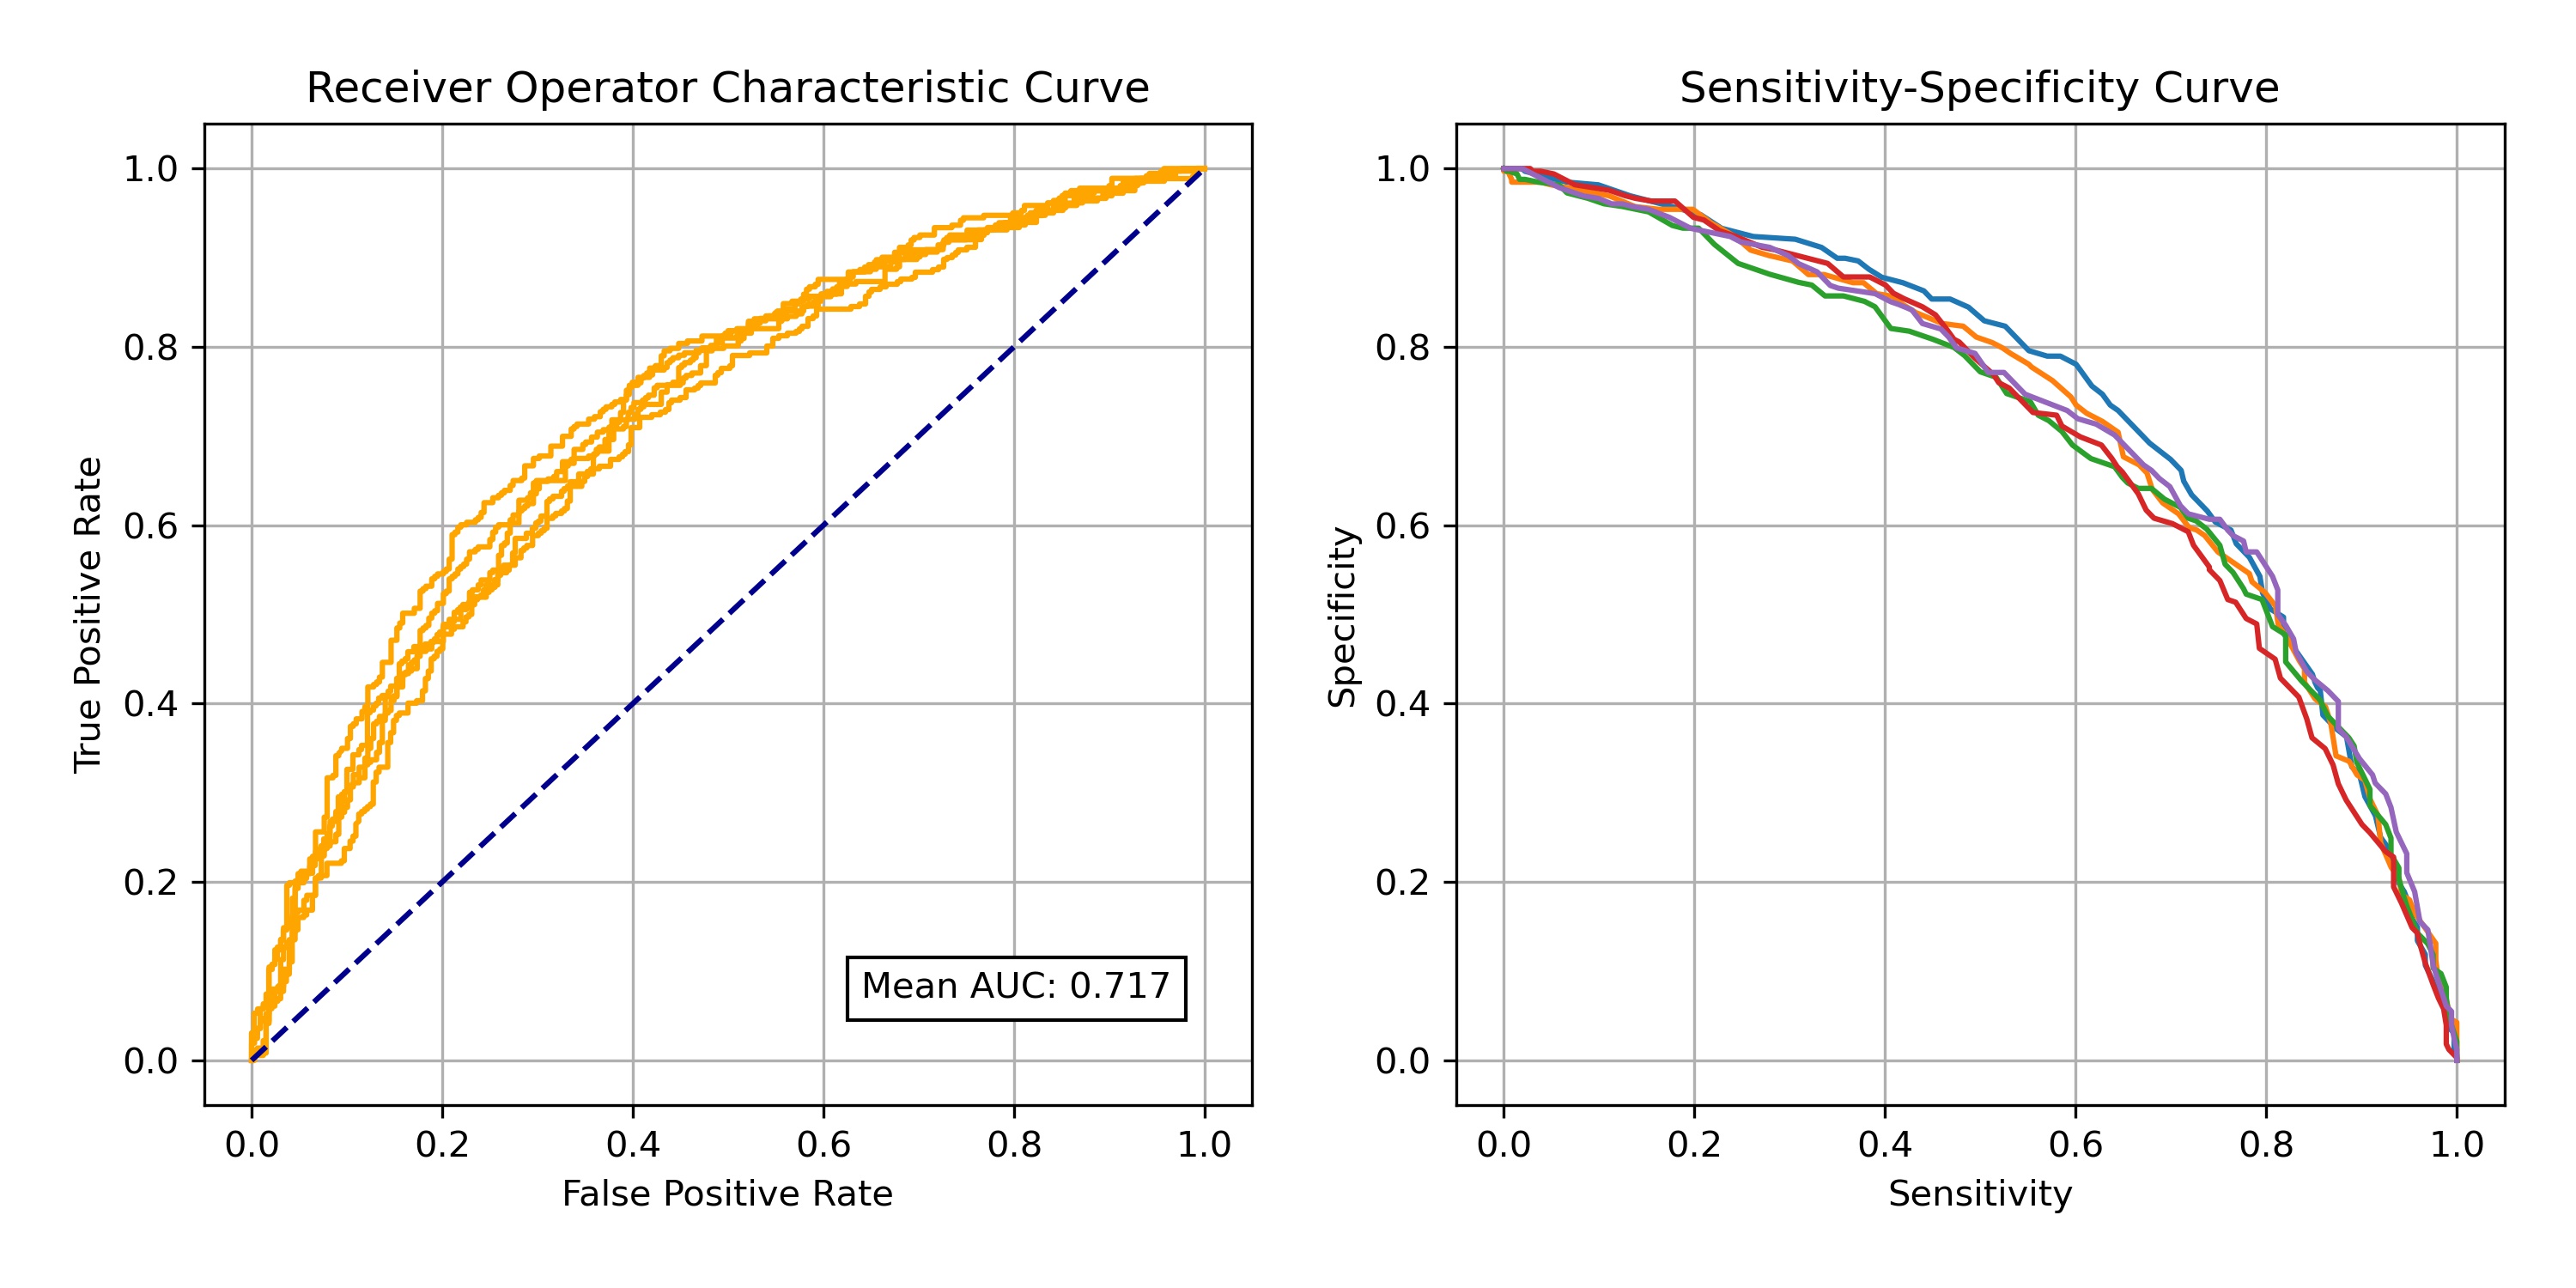 Receiver Operator Characteristic Curve
True Positive Rate
1.0
0.8
0.6
0.4
0.2
0.0
Mean AUC: 0.717
0.0 0.2 0.4 0.6 0.8 1.0
False Positive Rate
Sensitivity-Specificity Curve
Specificity
1.0
0.8
0.6
0.4
0.2
0.0
0.0 0.2 0.4 0.6 0.8 1.0
Sensitivity